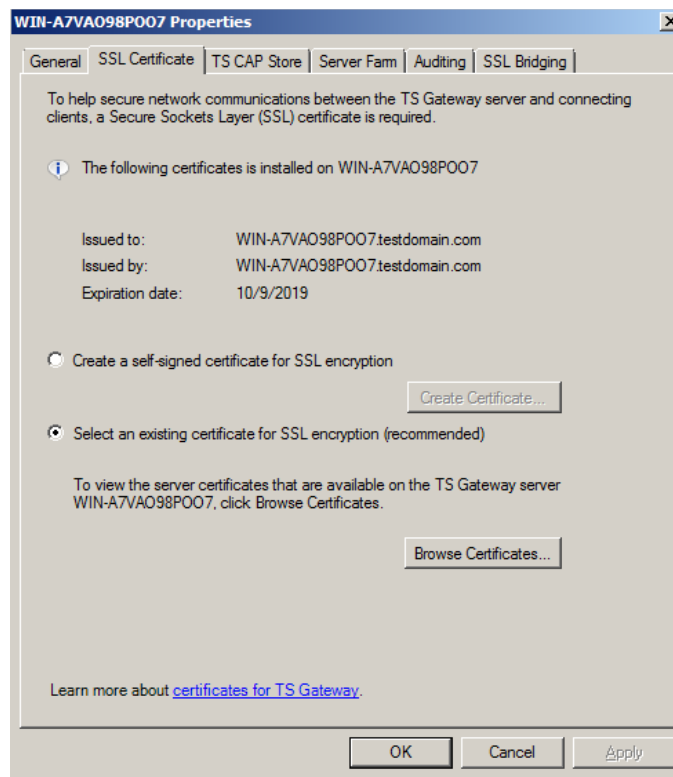 WIN-A7VAO98POO7 Properties
General SSL Certificate TS CAP Store Server Farm Auditing SSL Bridging
To help secure network communications between the TS Gateway server and connecting
clients, a Secure Sockets Layer (SSL) certificate is required.
The following certificates is installed on WIN-A7VAO98POO7
Issued to: WIN-A7VAO98POO7.testdomain.com
Issued by: WIN-A7VAO98POO7.testdomain.com
Expiration date: 10/9/2019
Create a self-signed certificate for SSL encryption
Create Certificate...
Select an existing certificate for SSL encryption (recommended)
To view the server certificates that are available on the TS Gateway server
WIN-A7VAO98POO7, click Browse Certificates.
Browse Certificates...
Learn more about certificates for TS Gateway.
OK Cancel Apply